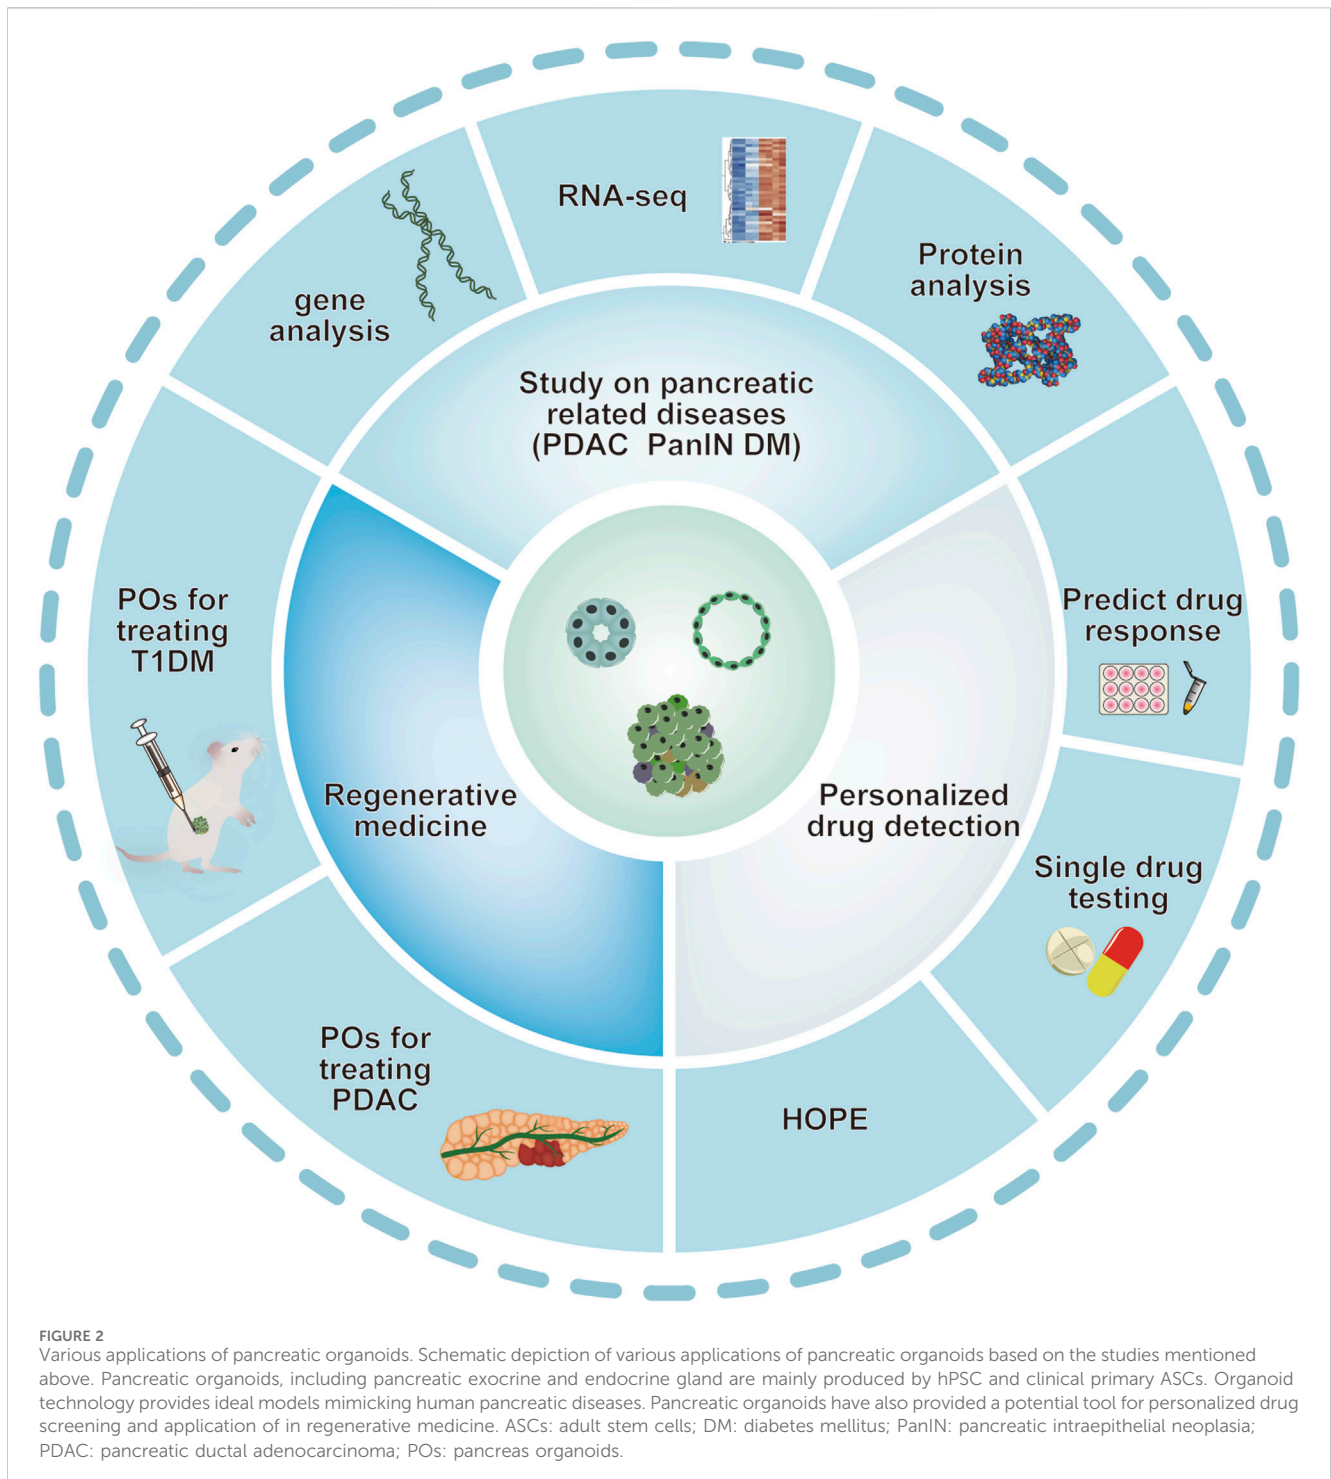 RNA-seq
Protein
analysis
gene
analysis
Study on pancreatic
related diseases
(PDAC PanIN DM)
POs for
treating
T1DM
Predict drug
response
Regenerative
medicine
Personalized
drug detection
Single drug
testing
POs for
treating
PDAC
HOPE
FIGURE 2
Various applications of pancreatic organoids. Schematic depiction of various applications of pancreatic organoid based on the studies mentioned
above. Pancreatic organoids, including pancreatic exocrine and endocrine gland are mainly produced by hPSC and clinical primary ASCs. Organoid
technology provides ideal models mimicking human pancreatic diseases. Pancreatic organoids have also provided a potential tool for personalized drug
screening and application of in regenerative medicine. ASCs: adult stem cells; DM: diabetes mellitus; PanIN: pancreatic intraepithelial neoplasia;
PDAC: pancreatic ductal adenocarcinoma; POs: pancreas organoids.